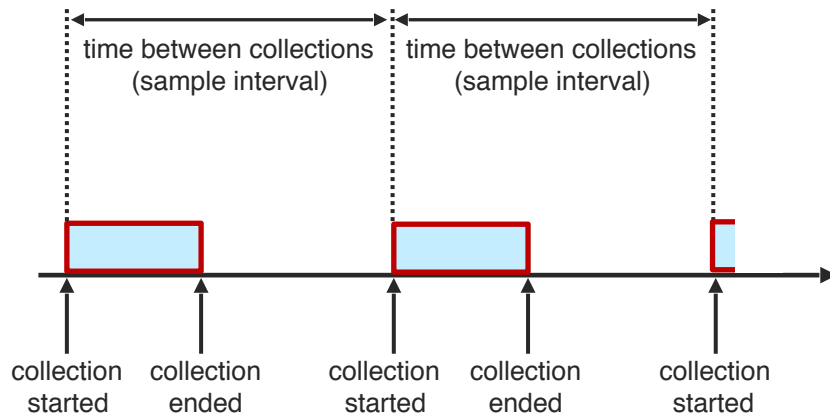 time between collections
(sample interval)
time between collections
(sample interval)
collection
started
collection
ended
collection
started
collection
ended
collection
started